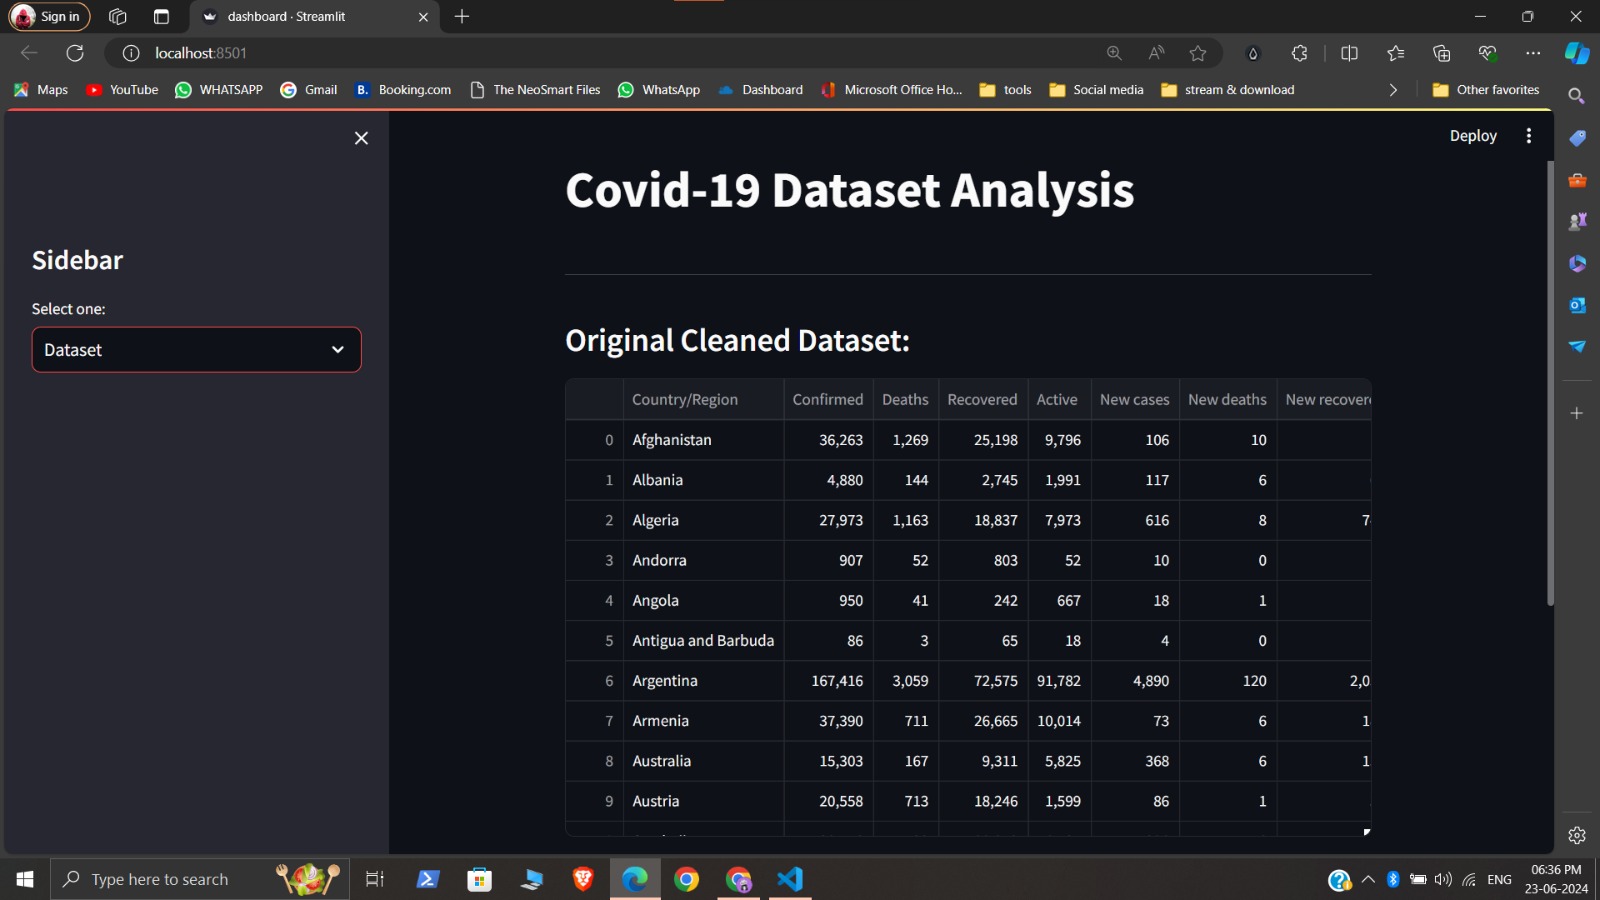 Sign in
dashboard · Streamlit
localhost:8501
Maps YouTube WHATSAPP Gmail Booking.com The NeoSmart Files WhatsApp Dashboard Microsoft Office Ho... tools Social media stream & download Other favorites
Deploy
Covid-19 Dataset Analysis
Sidebar
Select one:
Dataset
Original Cleaned Dataset:
Country/Region Confirmed Deaths Recovered Active New cases New deaths New recover
0 Afghanistan 36,263 1,269 25,198 9,796 106 10
1 Albania 4,880 144 2,745 1,991 117 6
2 Algeria 27,973 1,163 18,837 7,973 616 8 7
3 Andorra 907 52 803 52 10 0
4 Angola 950 41 242 667 18 1
5 Antigua and Barbuda 86 3 65 18 4 0
6 Argentina 167,416 3,059 72,575 91,782 4,890 120 2,0
7 Armenia 37,390 711 26,665 10,014 73 6 1
8 Australia 15,303 167 9,311 5,825 368 6 1
9 Austria 20,558 713 18,246 1,599 86 1
Type here to search
ENG
06:36 PM
23-06-2024